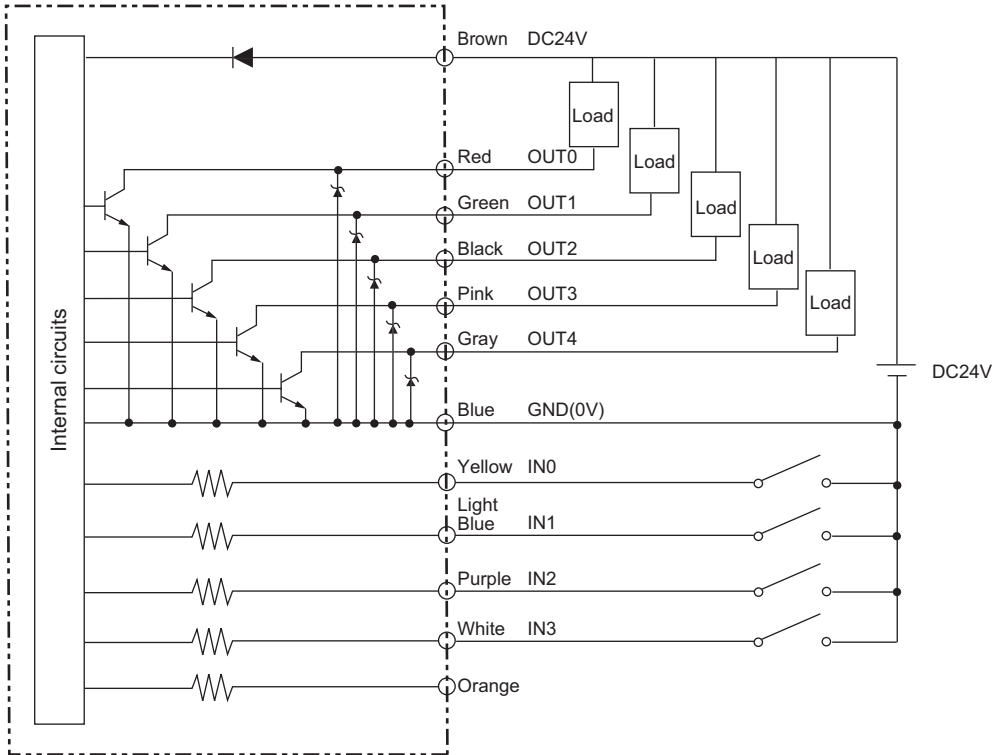 Brown DC24V
Load
Red OUT0
Load
Green OUT1
Load
Black OUT2
Load
Pink OUT3
Load
Gray OUT4
DC24V
Internal circuits
Blue GND(0V)
Yellow IN0
Light
Blue IN1
Purple IN2
White IN3
Orange